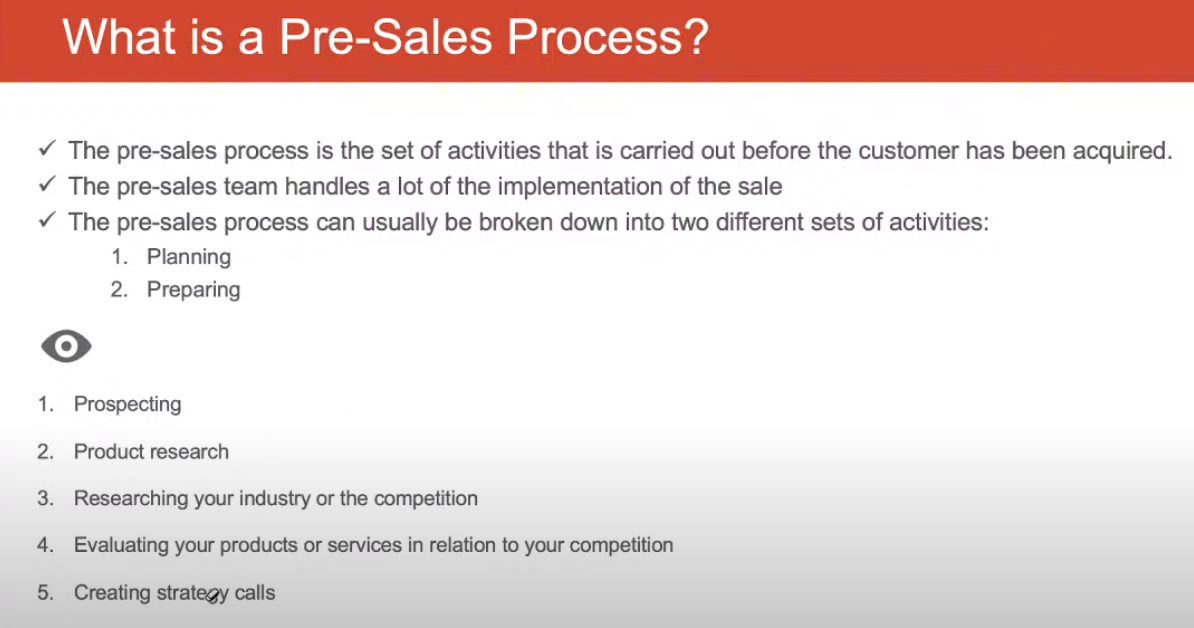 What is a Pre-Sales Process?
✓ The pre-sales process is the set of activities that is carried out before the customer has been acquired.
✓ The pre-sales team handles a lot of the implementation of the sale
✓ The pre-sales process can usually be broken down into two different sets of activities:
1. Planning
2. Preparing
1. Prospecting
2. Product research
3. Researching your industry or the competition
4. Evaluating your products or services in relation to your competition
5. Creating strategy calls